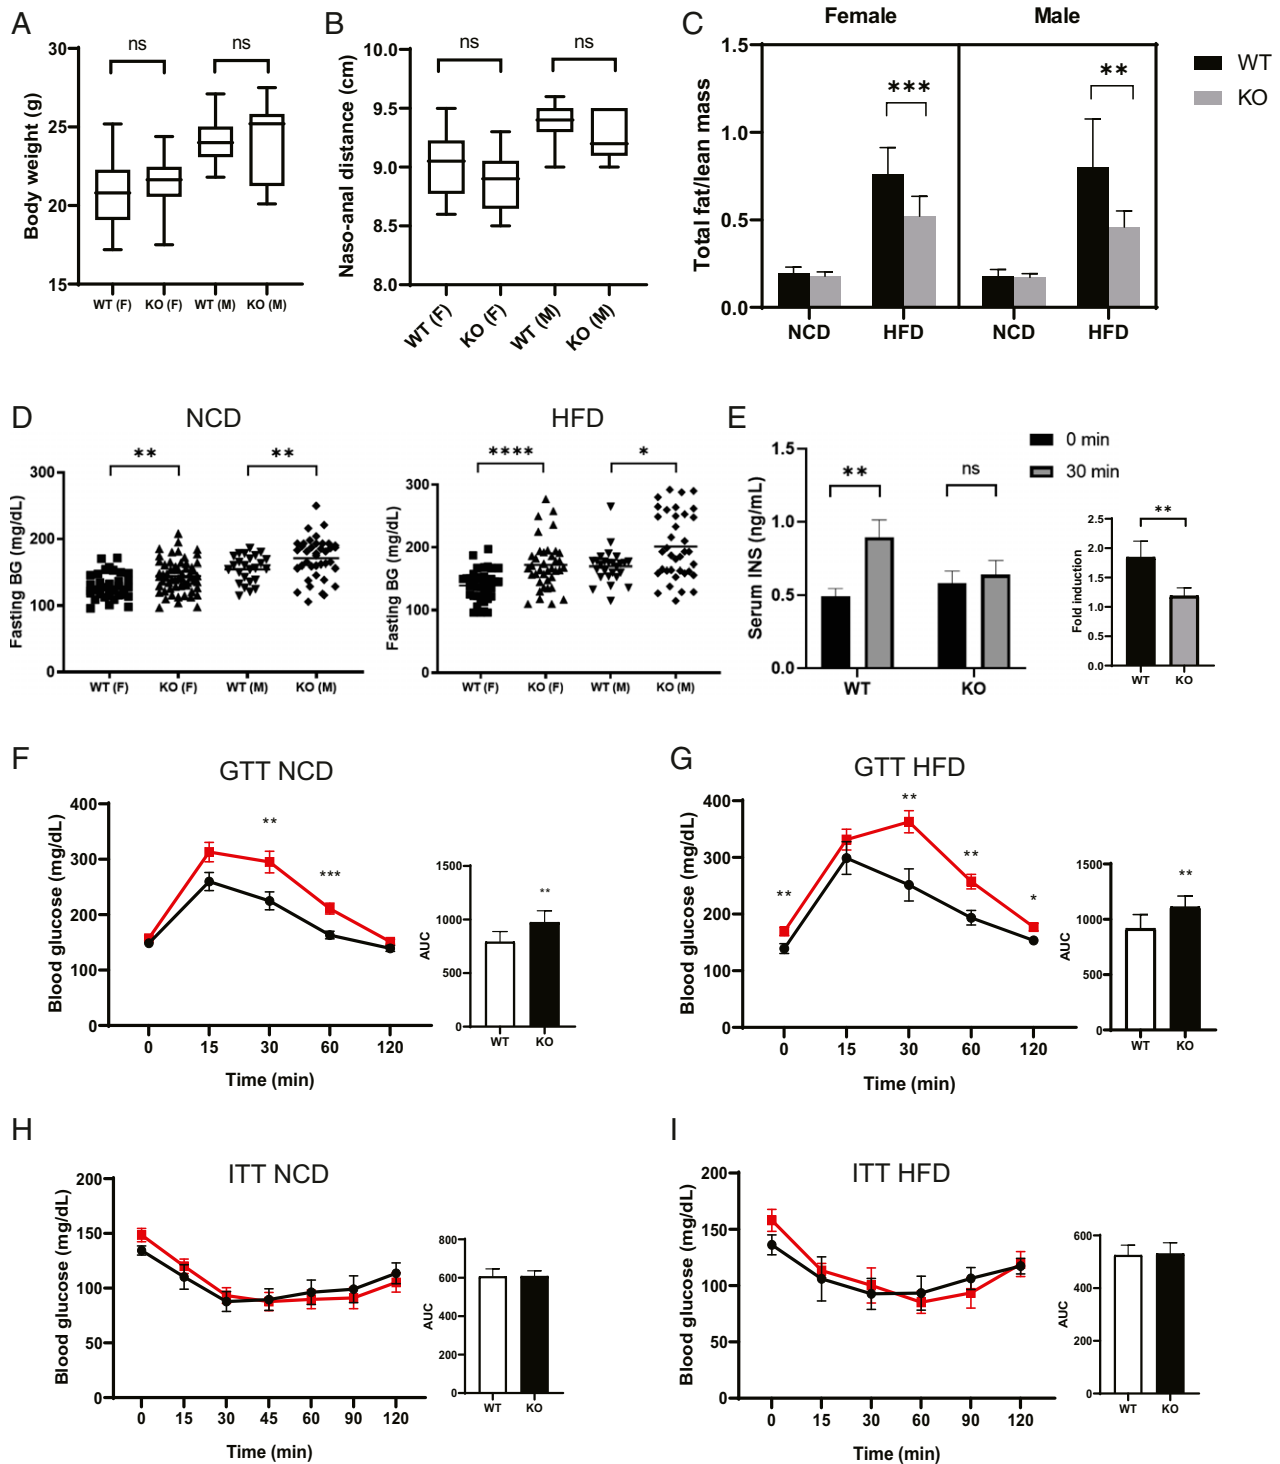 A
30
25
20
15
Body weight (g)
ns
ns
WT (F)
KO (F)
WT (M)
KO (M)
B
10.0
9.5
9.0
8.5
8.0
Naso-anal distance (cm)
ns
ns
WT (F)
KO (F)
WT (M)
KO (M)
C
Female
Male
1.5
1.0
0.5
0.0
Total fat/lean mass
***
**
NCD
HFD
NCD
HFD
WT
KO
D
NCD
300
200
100
0
Fasting BG (mg/dL)
**
**
WT (F)
KO (F)
WT (M)
KO (M)
HFD
300
200
100
0
Fasting BG (mg/dL)
****
*
WT (F)
KO (F)
WT (M)
KO (M)
E
0 min
30 min
1.5
1.0
0.5
0.0
Serum INS (ng/mL)
**
ns
WT
KO
2.5
2.0
1.5
1.0
0.5
0.0
Fold induction
**
WT
KO
F
GTT NCD
400
300
200
100
0
Blood glucose (mg/dL)
**
***
0 15 30 60 120
Time (min)
1500
1000
500
0
AUC
**
WT
KO
G
GTT HFD
400
300
200
100
0
Blood glucose (mg/dL)
**
**
**
*
0 15 30 60 120
Time (min)
1500
1000
500
0
AUC
**
WT
KO
H
ITT NCD
200
150
100
50
0
Blood glucose (mg/dL)
0 15 30 45 60 90 120
Time (min)
800
600
400
200
0
AUC
WT
KO
I
ITT HFD
200
150
100
50
0
Blood glucose (mg/dL)
0 15 30 60 90 120
Time (min)
600
400
200
0
AUC
WT
KO